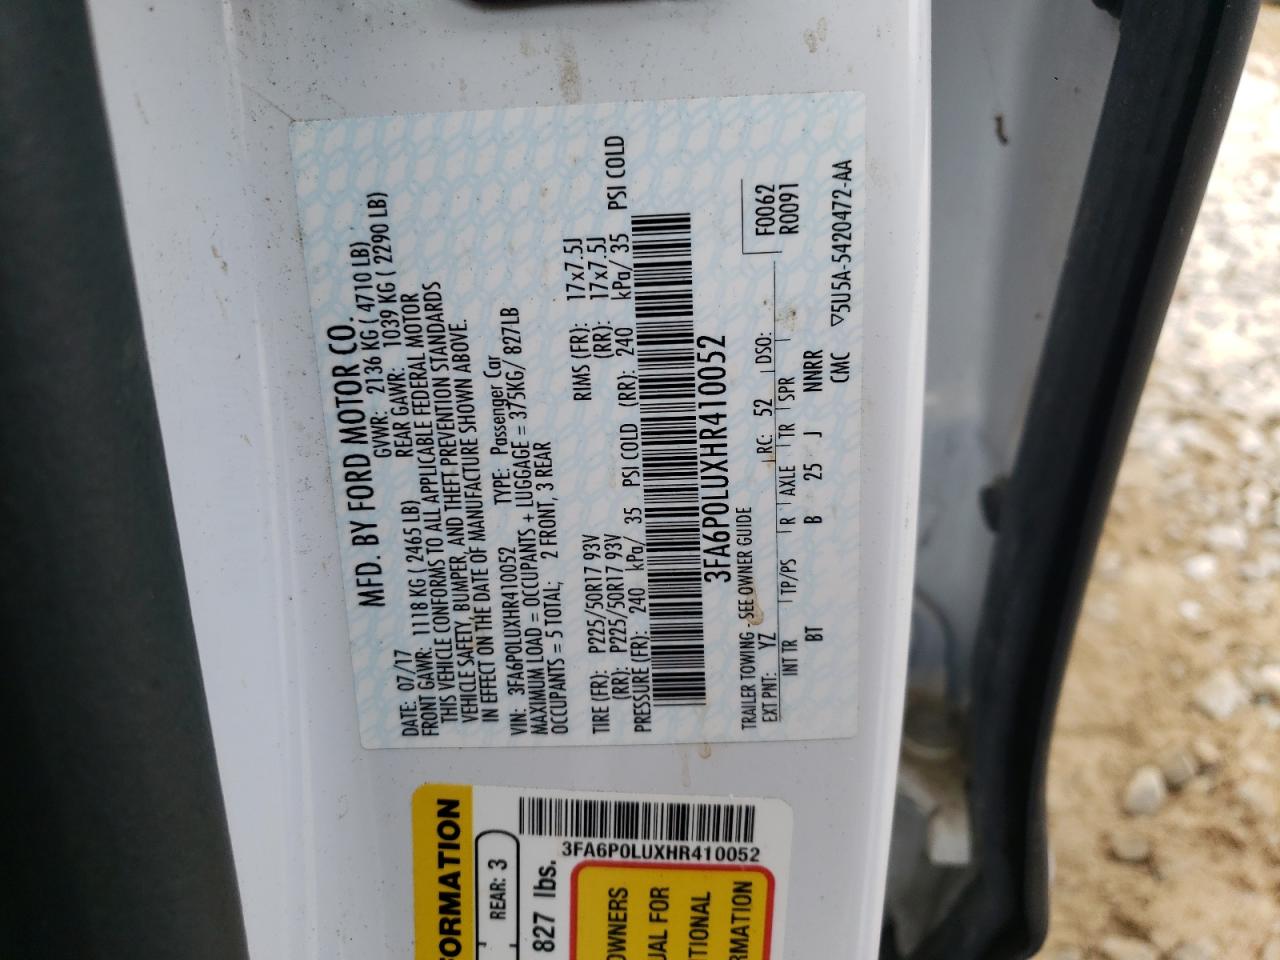 MFD. BY FORD MOTOR CO.
DATE: 07/17 GVWR: 2136 KG ( 4710 LB)
FRONT GAWR: 1118 KG ( 2465 LB) REAR GAWR: 1039 KG ( 2290 LB)
THIS VEHICLE CONFORMS TO ALL APPLICABLE FEDERAL MOTOR
VEHICLE SAFETY, BUMPER, AND THEFT PREVENTION STANDARDS
IN EFFECT ON THE DATE OF MANUFACTURE SHOWN ABOVE.
VIN: 3FA6P0LUXHR410052 TYPE: Passenger Car
MAXIMUM LOAD = OCCUPANTS + LUGGAGE = 375KG/ 827LB
OCCUPANTS = 5 TOTAL; 2 FRONT, 3 REAR
TIRE (FR): P225/50R17 93V RIMS (FR): 17x7.5J
(RR): P225/50R17 93V (RR): 17x7.5J
PRESSURE (FR): 240 kPa/ 35 PSI COLD (RR): 240 kPa/ 35 PSI COLD
3FA6P0LUXHR410052
TRAILER TOWING - SEE OWNER GUIDE
F0062
EXT PNT: YZ RC: 52 DSO: R0091
INT TR TP/PS R AXLE TR SPR
BT B 25 J NNRR
CMC ▽5U5A-5420472-AA
3FA6P0LUXHR410052
ORMATION
REAR: 3
827 lbs.
OWNERS
UAL FOR
TIONAL
RMATION